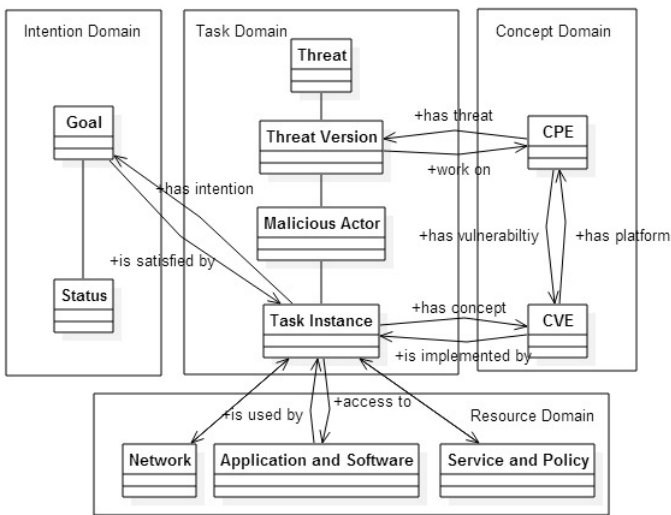 Intention Domain
Task Domain
Concept Domain
Threat
Goal
+has threat
Threat Version
CPE
+work on
+has intention
Malicious Actor
+has vulnerabiltiy
+has platform
+is satisfied by
Status
Task Instance
+has concept
CVE
+is implemented by
+is used by
+access to
Resource Domain
Network
Application and Software
Service and Policy